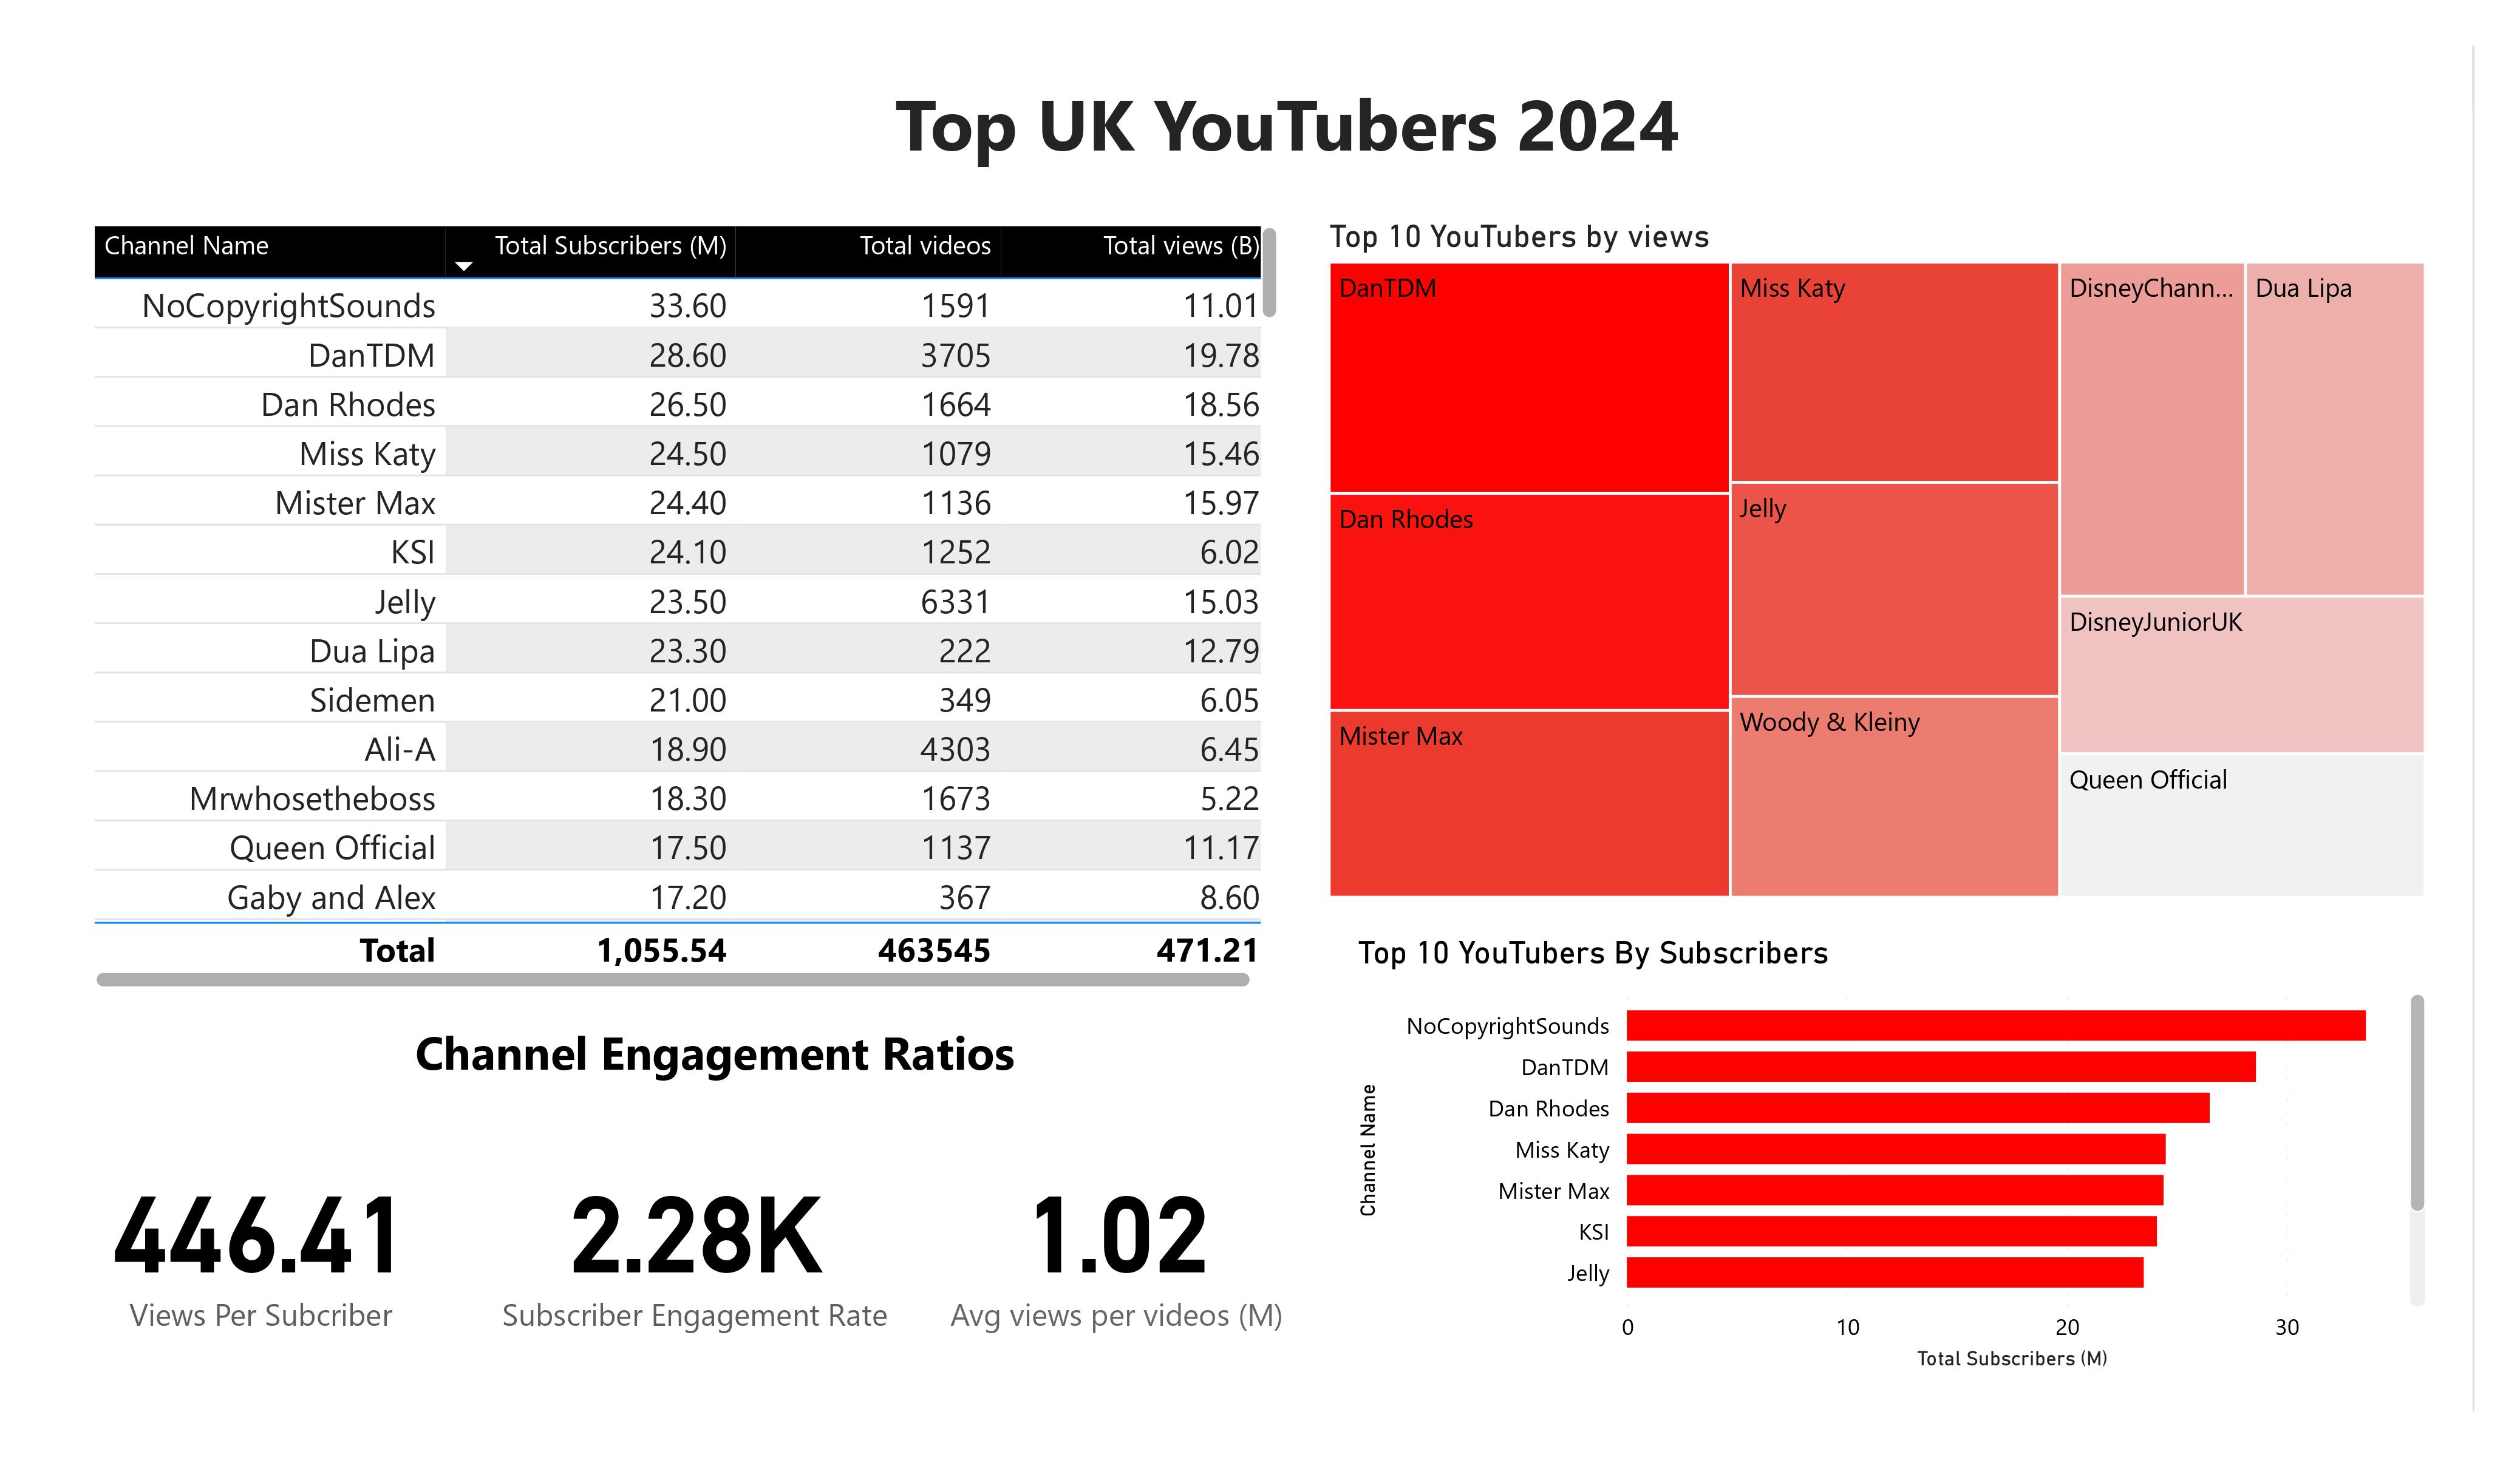 Top UK YouTubers 2024
Channel Name Total Subscribers (M) Total videos Total views (B)
NoCopyrightSounds 33.60 1591 11.01
DanTDM 28.60 3705 19.78
Dan Rhodes 26.50 1664 18.56
Miss Katy 24.50 1079 15.46
Mister Max 24.40 1136 15.97
KSI 24.10 1252 6.02
Jelly 23.50 6331 15.03
Dua Lipa 23.30 222 12.79
Sidemen 21.00 349 6.05
Ali-A 18.90 4303 6.45
Mrwhosetheboss 18.30 1673 5.22
Queen Official 17.50 1137 11.17
Gaby and Alex 17.20 367 8.60
Total 1,055.54 463545 471.21
Top 10 YouTubers by views
DanTDM
Dan Rhodes
Mister Max
Miss Katy
Jelly
Woody & Kleiny
DisneyChann...
Dua Lipa
DisneyJuniorUK
Queen Official
Channel Engagement Ratios
446.41
Views Per Subcriber
2.28K
Subscriber Engagement Rate
1.02
Avg views per videos (M)
Top 10 YouTubers By Subscribers
Channel Name
NoCopyrightSounds
DanTDM
Dan Rhodes
Miss Katy
Mister Max
KSI
Jelly
0 10 20 30
Total Subscribers (M)